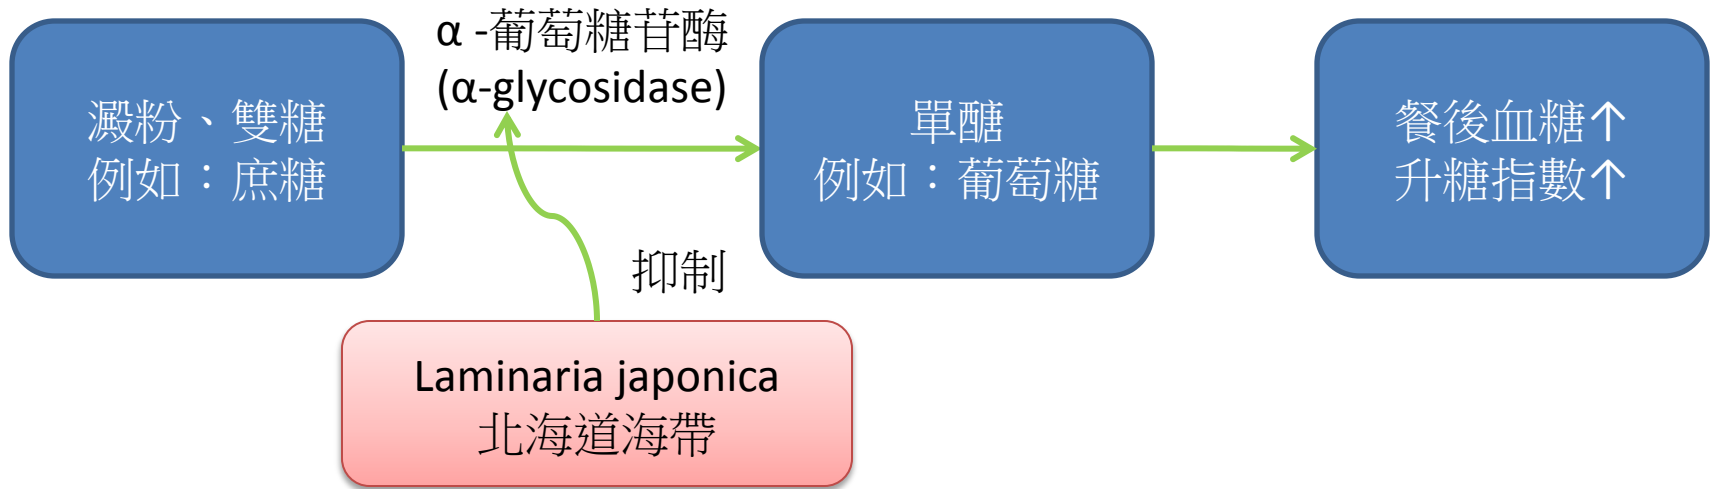 α -葡萄糖苷酶
(α-glycosidase)
澱粉、雙糖
例如：庶糖
單醣
例如：葡萄糖
餐後血糖↑
升糖指數↑
抑制
Laminaria japonica
北海道海帶